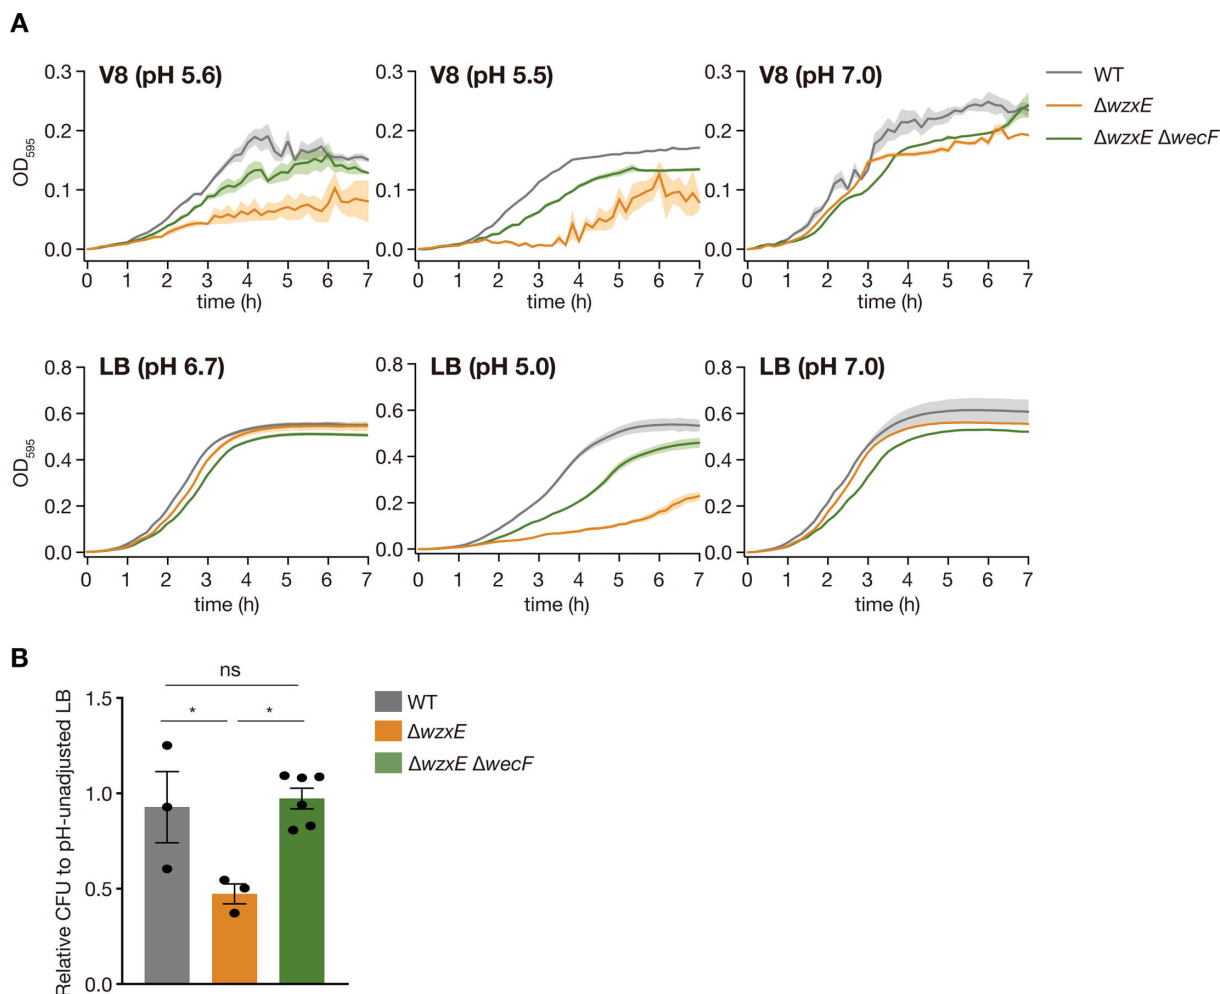 A
V8 (pH 5.6)
V8 (pH 5.5)
V8 (pH 7.0)
WT
ΔwzxE
ΔwzxE ΔwecF
OD595
0.3
0.2
0.1
0.0
0 1 2 3 4 5 6 7
time (h)
0.3
0.2
0.1
0.0
0 1 2 3 4 5 6 7
time (h)
0.3
0.2
0.1
0.0
0 1 2 3 4 5 6 7
time (h)
LB (pH 6.7)
LB (pH 5.0)
LB (pH 7.0)
OD595
0.8
0.6
0.4
0.2
0.0
0 1 2 3 4 5 6 7
time (h)
0.8
0.6
0.4
0.2
0.0
0 1 2 3 4 5 6 7
time (h)
0.8
0.6
0.4
0.2
0.0
0 1 2 3 4 5 6 7
time (h)
B
Relative CFU to pH-unadusted LB
1.5
1.0
0.5
0.0
ns
* *
WT
ΔwzxE
ΔwzxE ΔwecF